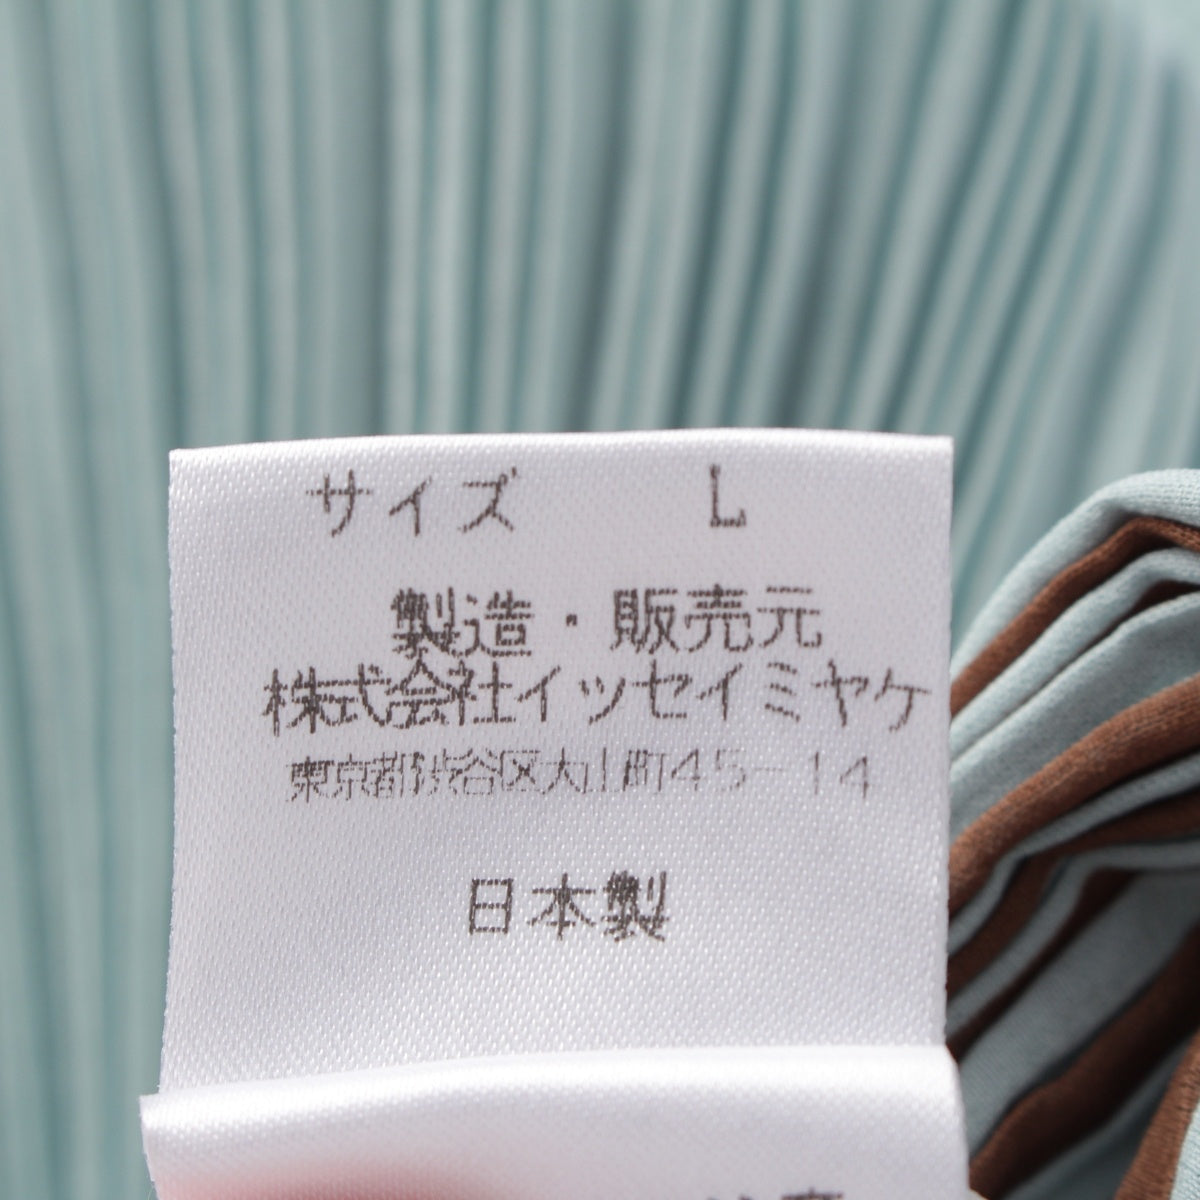 サイズ L
製造・販売元
株式会社イッセイミヤケ
東京都渋谷区大山町45-14
日本製